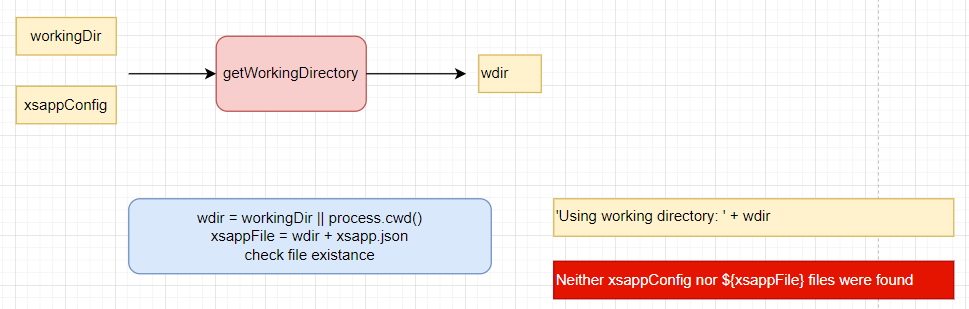 workingDir
getWorkingDirectory
wdir
xsappConfig
wdir = workingDir || process.cwd()
xsappFile = wdir + xsapp.json
check file existance
'Using working directory: ' + wdir
Neither xsappConfig nor ${xsappFile} files were found